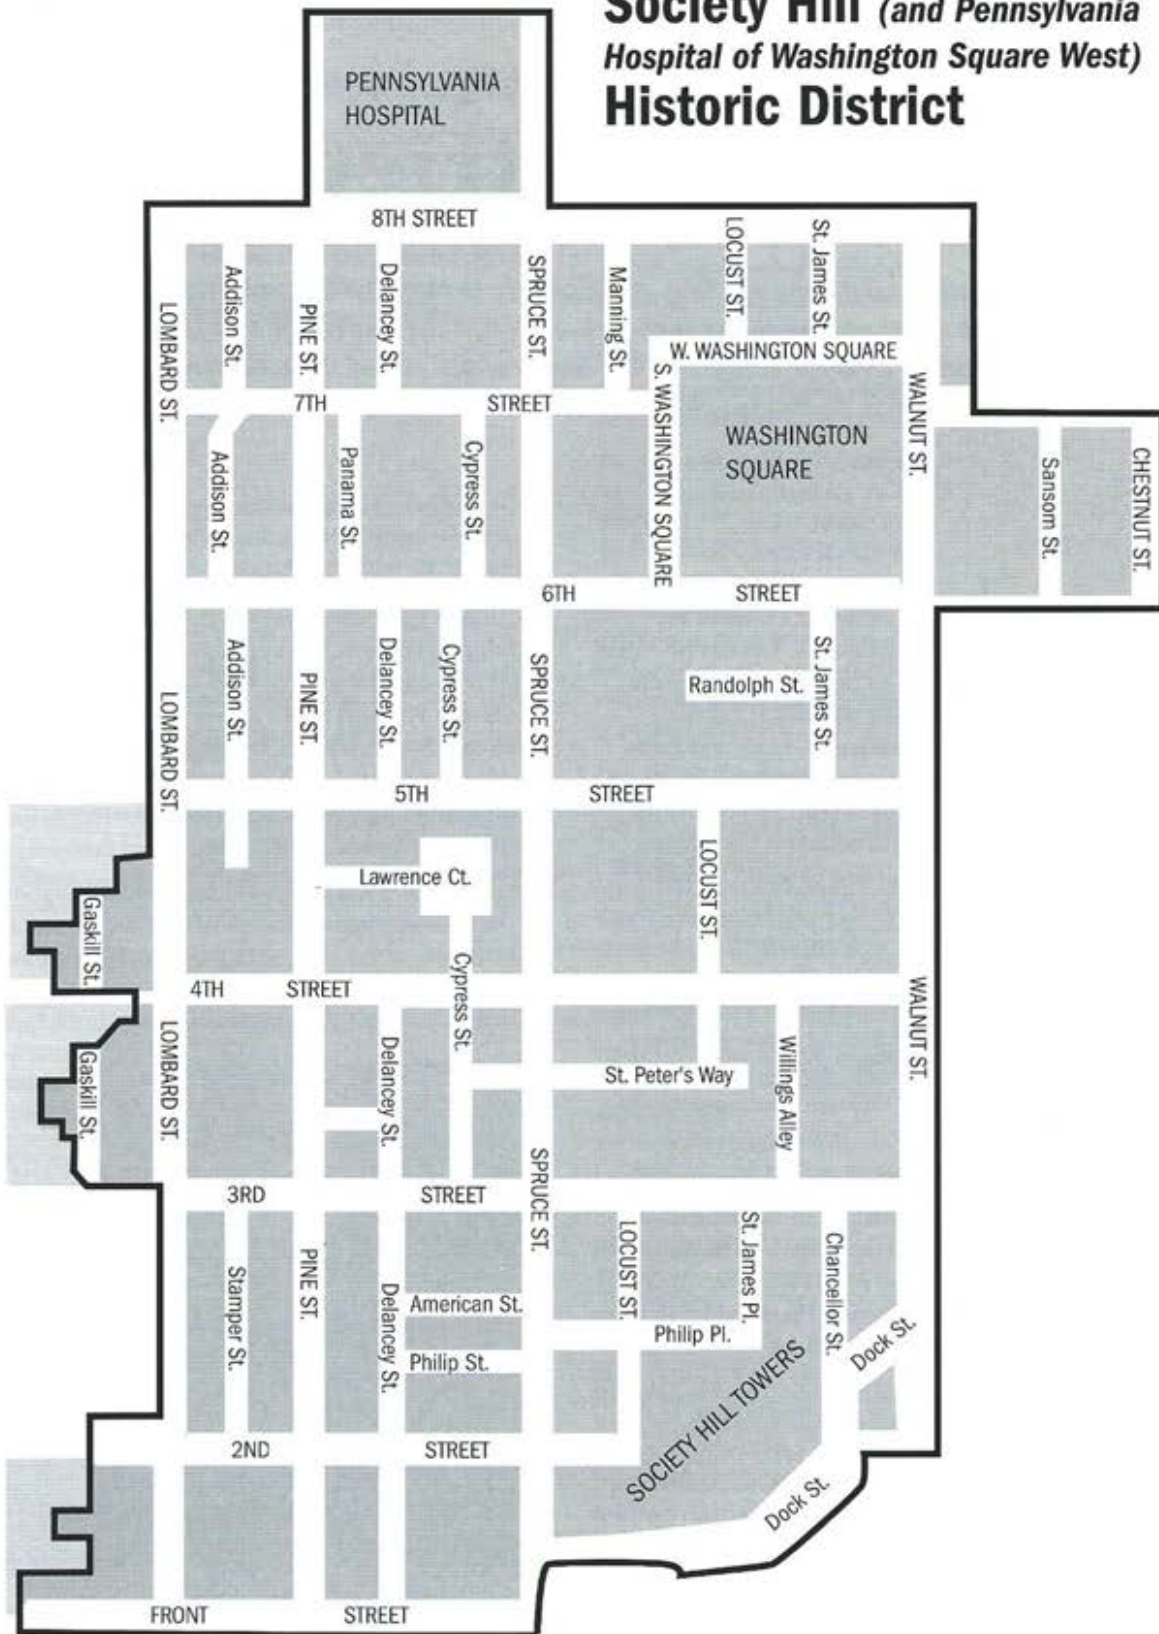 Society Hill (and Pennsylvania
Hospital of Washington Square West)
Historic District
PENNSYLVANIA
HOSPITAL
8TH STREET
LOMBARD ST.
Addison St.
PINE ST.
Delancey St.
SPRUCE ST.
Manning St.
LOCUST ST.
St. James St.
W. WASHINGTON SQUARE
S. WASHINGTON SQUARE
WASHINGTON
SQUARE
WALNUT ST.
7TH STREET
Addison St.
Panama St.
Cypress St.
Sansom St.
CHESTNUT ST.
6TH STREET
LOMBARD ST.
Addison St.
PINE ST.
Delancey St.
Cypress St.
SPRUCE ST.
Randolph St.
St. James St.
5TH STREET
Gaskill St.
Lawrence Ct.
Cypress St.
LOCUST ST.
4TH STREET
WALNUT ST.
Gaskill St.
LOMBARD ST.
Delancey St.
St. Peter's Way
Willings Alley
3RD STREET
SPRUCE ST.
Stamper St.
PINE ST.
Delancey St.
American St.
Philip St.
LOCUST ST.
Philip Pl.
St. James Pl.
Chancellor St.
Dock St.
SOCIETY HILL TOWERS
2ND STREET
Dock St.
FRONT STREET